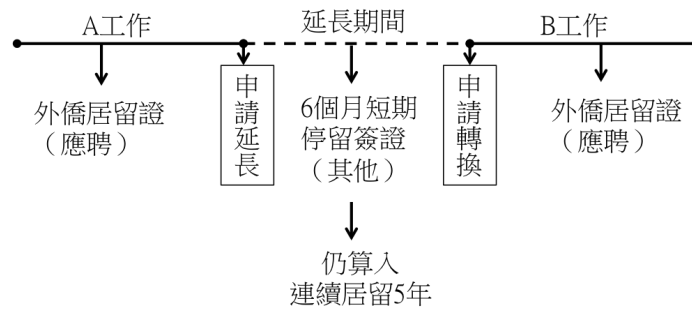 A工作
延長期間
B工作
外僑居留證
（應聘）
申請延長
6個月短期
停留簽證
（其他）
申請轉換
外僑居留證
（應聘）
仍算入
連續居留5年